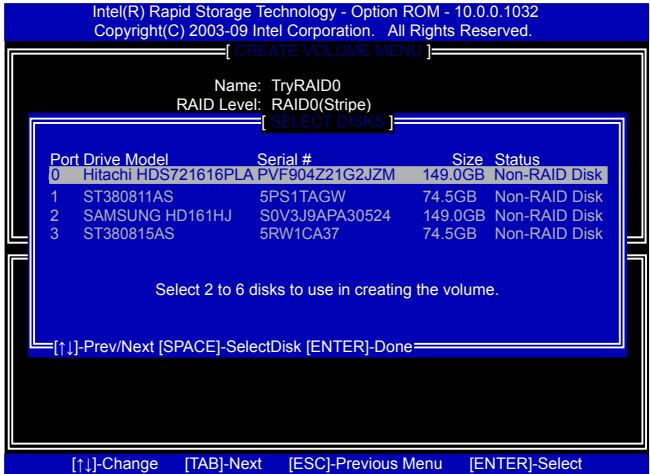 Intel(R) Rapid Storage Technology - Option ROM - 10.0.0.1032
Copyright(C) 2003-09 Intel Corporation. All Rights Reserved.
[ CREATE VOLUME MENU ]
Name: TryRAID0
RAID Level: RAID0(Stripe)
[ SELECT DISKS ]
Port Drive Model Serial # Size Status
0 Hitachi HDS721616PLA PVF904Z21G2JZM 149.0GB Non-RAID Disk
1 ST380811AS 5PS1TAGW 74.5GB Non-RAID Disk
2 SAMSUNG HD161HJ S0V3J9APA30524 149.0GB Non-RAID Disk
3 ST380815AS 5RW1CA37 74.5GB Non-RAID Disk
Select 2 to 6 disks to use in creating the volume.
[↑↓]-Prev/Next [SPACE]-SelectDisk [ENTER]-Done
[↑↓]-Change [TAB]-Next [ESC]-Previous Menu [ENTER]-Select